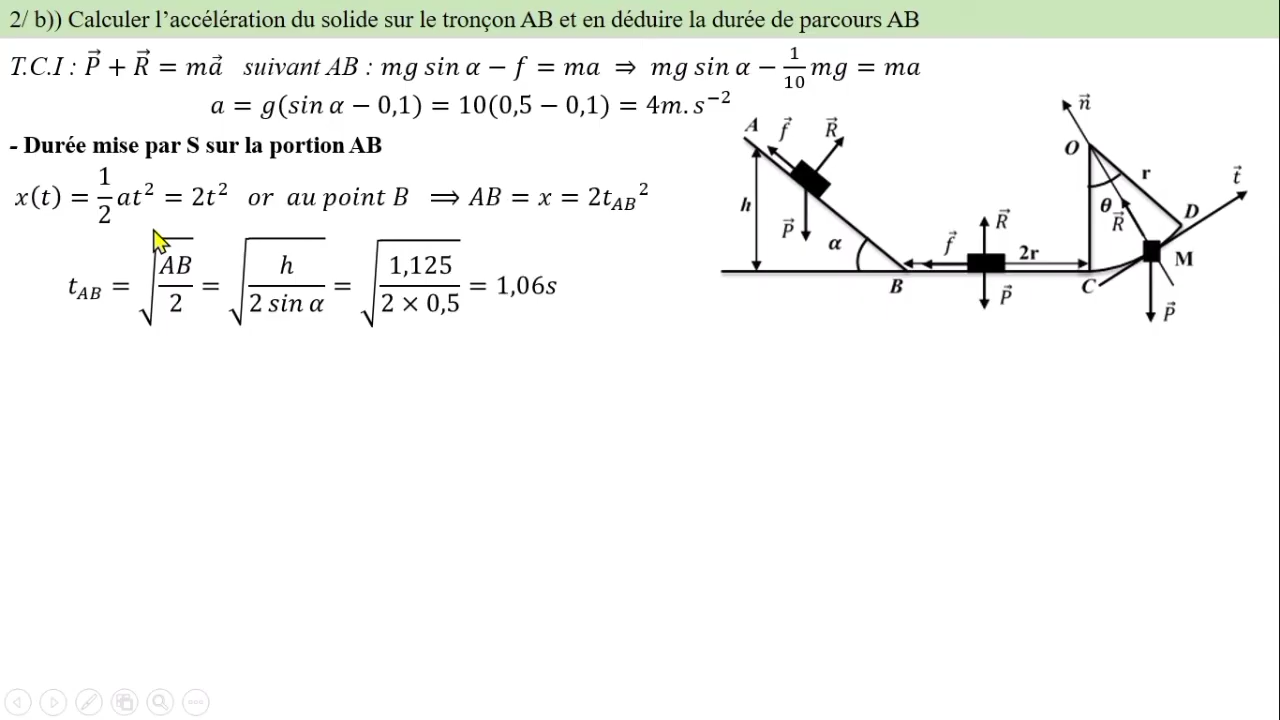 2/ b)) Calculer l’accélération du solide sur le tronçon AB et en déduire la durée de parcours AB
T.C.I : P⃗ + R⃗ = ma⃗ suivant AB : mg sin α − f = ma ⇒ mg sin α − 1/10 mg = ma
a = g(sin α − 0,1) = 10(0,5 − 0,1) = 4m.s⁻²
- Durée mise par S sur la portion AB
x(t) = 1/2 at² = 2t² or au point B ⟹ AB = x = 2t_AB²
t_AB = √(AB/2) = √(h/(2 sin α)) = √(1,125/(2 × 0,5)) = 1,06s
n⃗
A f⃗ R⃗
O r t⃗
h P⃗ α θ R⃗ D
f⃗ R⃗ 2r M
B P⃗ C P⃗